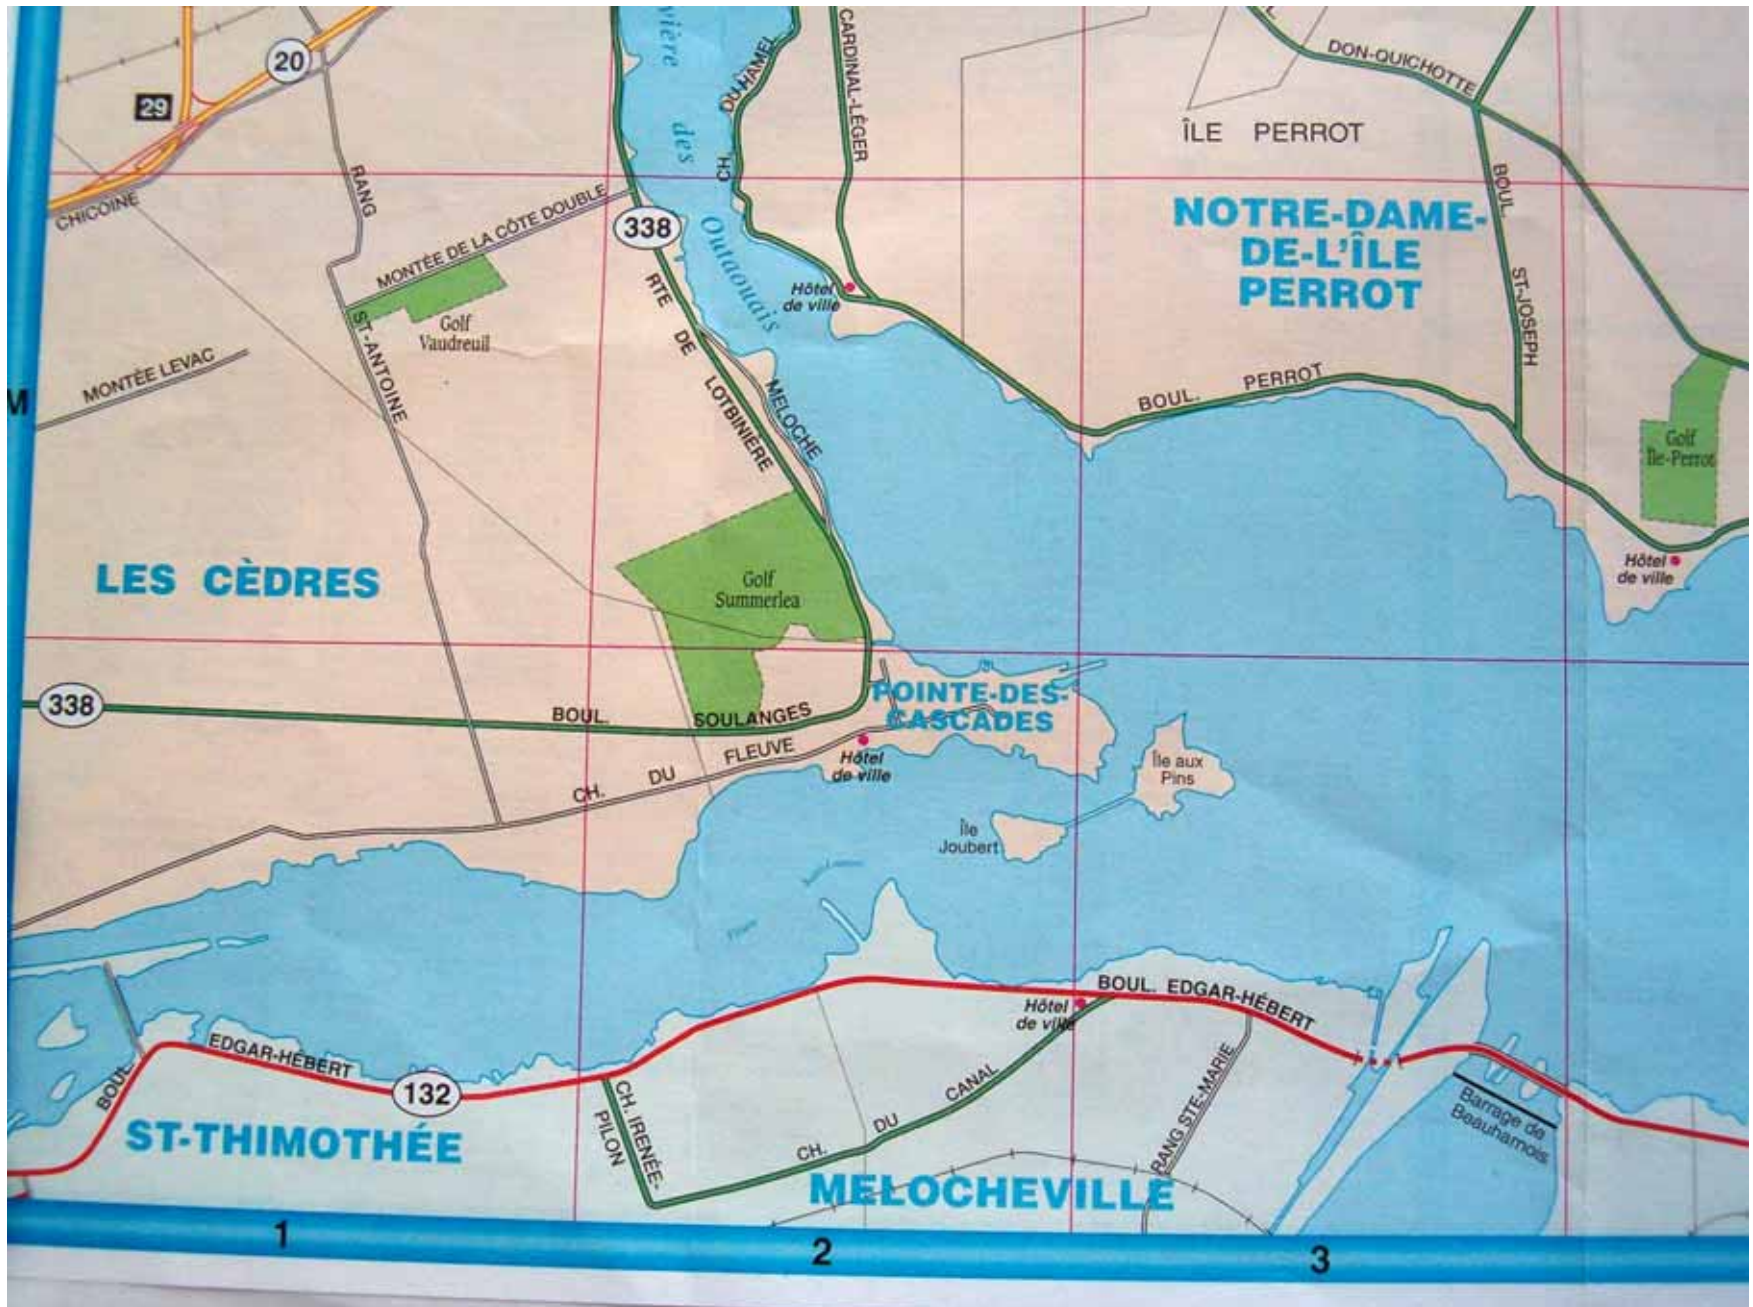 20
29
CHICOINE
RANG
MONTÉE DE LA CÔTE DOUBLE
338
vière
des
Outaouais
CH
DUHAMEL
CARDINAL-LÉGER
DON-QUICHOTTE
ÎLE PERROT
NOTRE-DAME-
DE-L'ÎLE
PERROT
BOUL.
ST-JOSEPH
Hôtel
de ville
RTE DE LOTBINIÈRE
Golf
Vaudreuil
ST-ANTOINE
MONTÉE LEVAC
M
MELOCHE
BOUL. PERROT
Golf
Île-Perrot
Hôtel
de ville
LES CÈDRES
Golf
Summerlea
338
BOUL. SOULANGES
POINTE-DES-
CASCADES
CH. DU FLEUVE
Hôtel
de ville
Île aux
Pins
Île
Joubert
BOUL. EDGAR-HÉBERT
Hôtel
de ville
BOUL. EDGAR-HÉBERT
132
ST-THIMOTHÉE
CH. IRENÉE-
PILON
CH. DU CANAL
RANG STE-MARIE
Barrage de
Beauharnois
MELOCHEVILLE
1
2
3